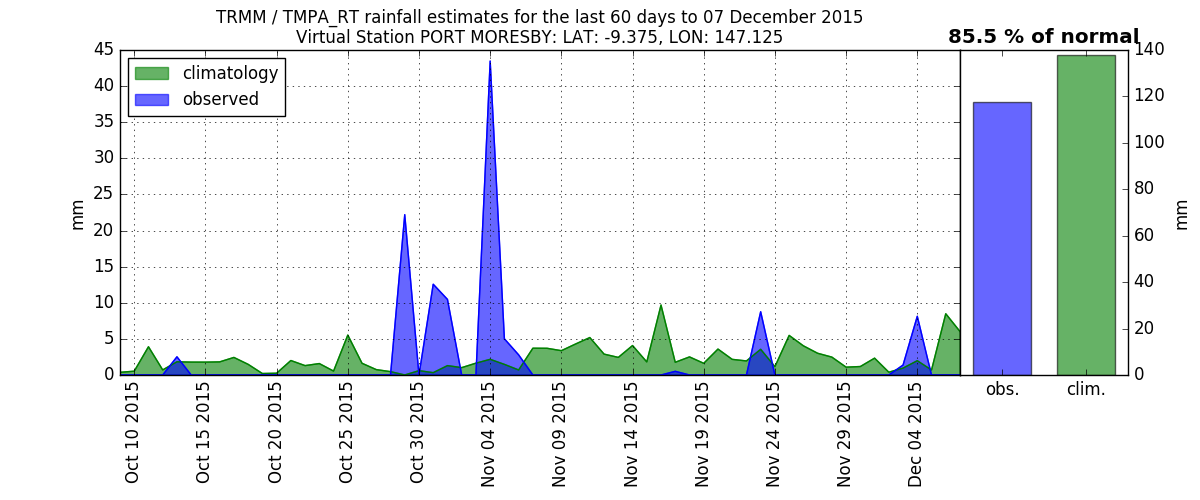 TRMM / TMPA_RT rainfall estimates for the last 60 days to 07 December 2015
Virtual Station PORT MORESBY: LAT: -9.375, LON: 147.125
85.5 % of normal
climatology
observed
mm
45
40
35
30
25
20
15
10
5
0
Oct 10 2015
Oct 15 2015
Oct 20 2015
Oct 25 2015
Oct 30 2015
Nov 04 2015
Nov 09 2015
Nov 14 2015
Nov 19 2015
Nov 24 2015
Nov 29 2015
Dec 04 2015
obs.
clim.
140
120
100
80
60
40
20
0
mm